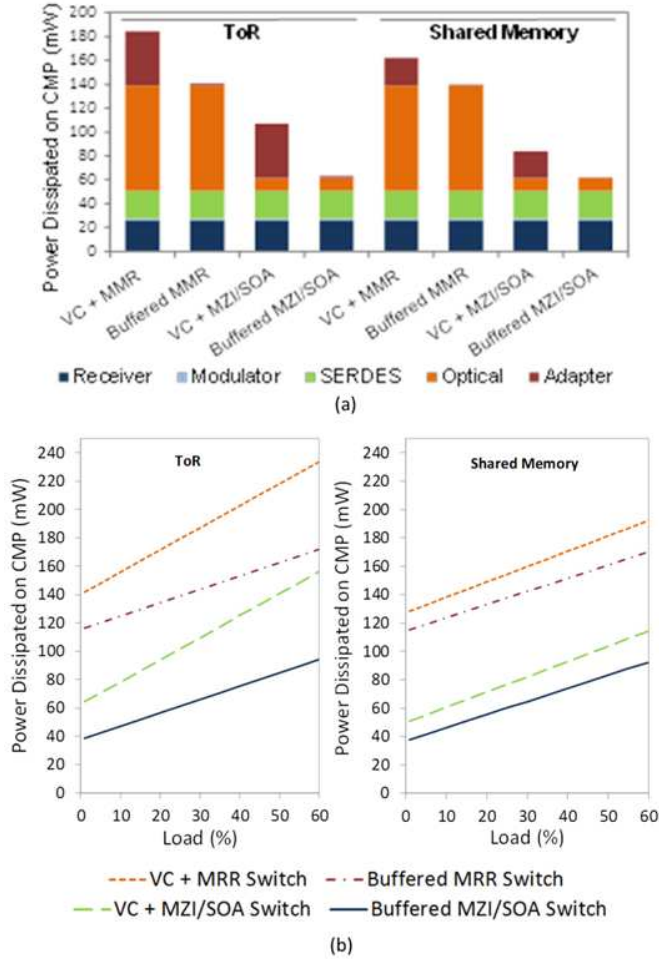 Power Dissipated on CMP (mW)
200
180
160
140
120
100
80
60
40
20
0
ToR
Shared Memory
VC + MMR
Buffered MMR
VC + MZI/SOA
Buffered MZI/SOA
VC + MMR
Buffered MMR
VC + MZI/SOA
Buffered MZI/SOA
Receiver
Modulator
SERDES
Optical
Adapter
(a)
Power Dissipated on CMP (mW)
240
220
200
180
160
140
120
100
80
60
40
20
0
ToR
0 10 20 30 40 50 60
Load (%)
Power Dissipated on CMP (mW)
240
220
200
180
160
140
120
100
80
60
40
20
0
Shared Memory
0 10 20 30 40 50 60
Load (%)
VC + MRR Switch
Buffered MRR Switch
VC + MZI/SOA Switch
Buffered MZI/SOA Switch
(b)